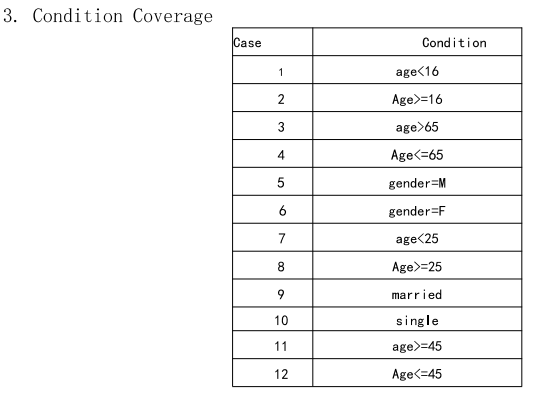 3. Condition Coverage
Case Condition
1 age<16
2 Age>=16
3 age>65
4 Age<=65
5 gender=M
6 gender=F
7 age<25
8 Age>=25
9 married
10 single
11 age>=45
12 Age<=45